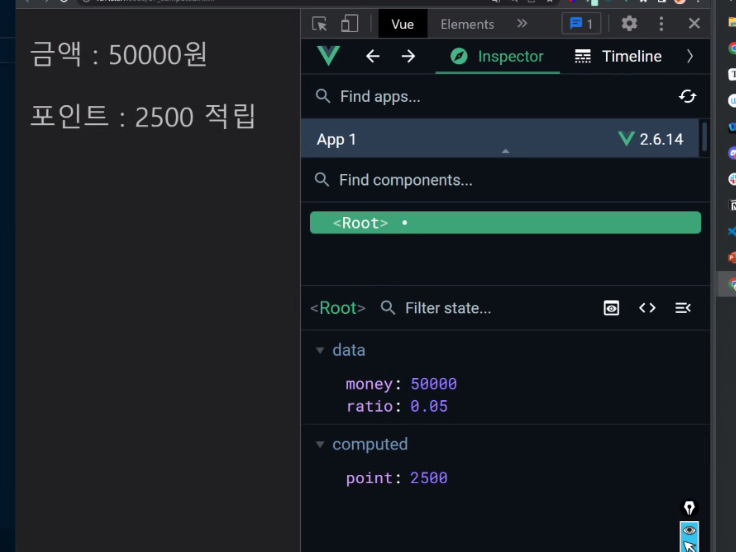 금액 : 50000원
포인트 : 2500 적립
Vue Elements » 1
Inspector Timeline
Find apps...
App 1 2.6.14
Find components...
<Root>
<Root> Filter state...
data
money: 50000
ratio: 0.05
computed
point: 2500